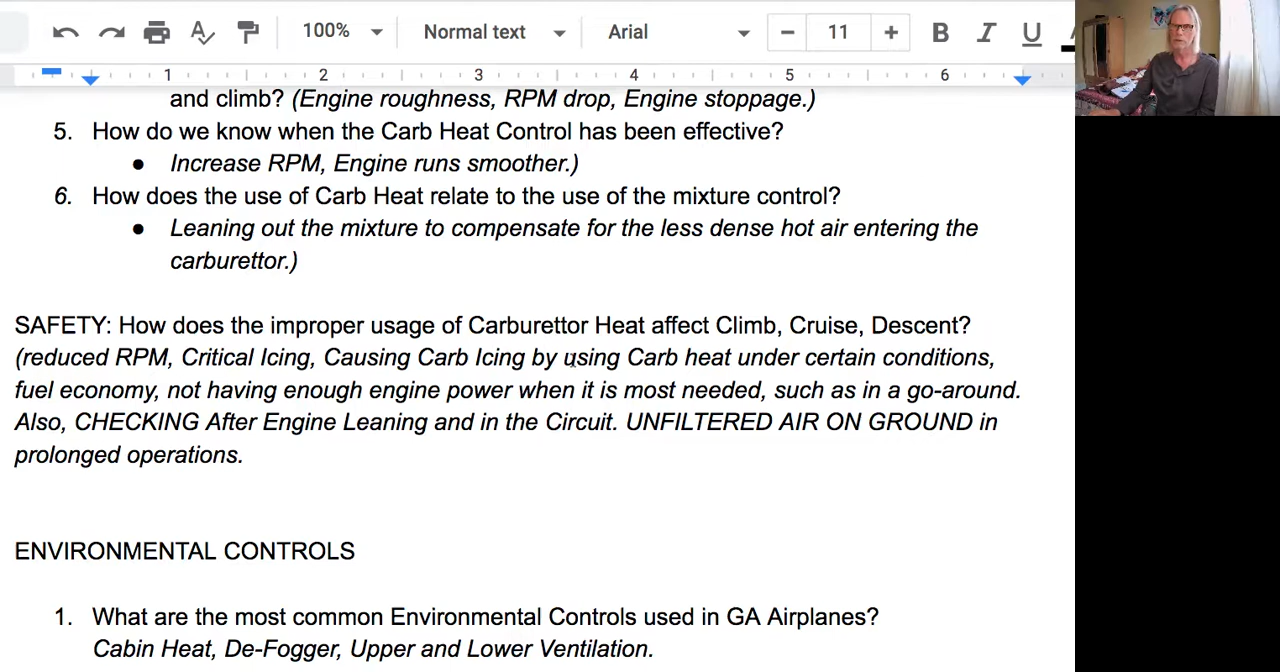 100% Normal text Arial 11 B I U
1 2 3 4 5 6
and climb? (Engine roughness, RPM drop, Engine stoppage.)
5. How do we know when the Carb Heat Control has been effective?
● Increase RPM, Engine runs smoother.)
6. How does the use of Carb Heat relate to the use of the mixture control?
● Leaning out the mixture to compensate for the less dense hot air entering the
carburettor.)
SAFETY: How does the improper usage of Carburettor Heat affect Climb, Cruise, Descent?
(reduced RPM, Critical Icing, Causing Carb Icing by using Carb heat under certain conditions,
fuel economy, not having enough engine power when it is most needed, such as in a go-around.
Also, CHECKING After Engine Leaning and in the Circuit. UNFILTERED AIR ON GROUND in
prolonged operations.
ENVIRONMENTAL CONTROLS
1. What are the most common Environmental Controls used in GA Airplanes?
Cabin Heat, De-Fogger, Upper and Lower Ventilation.